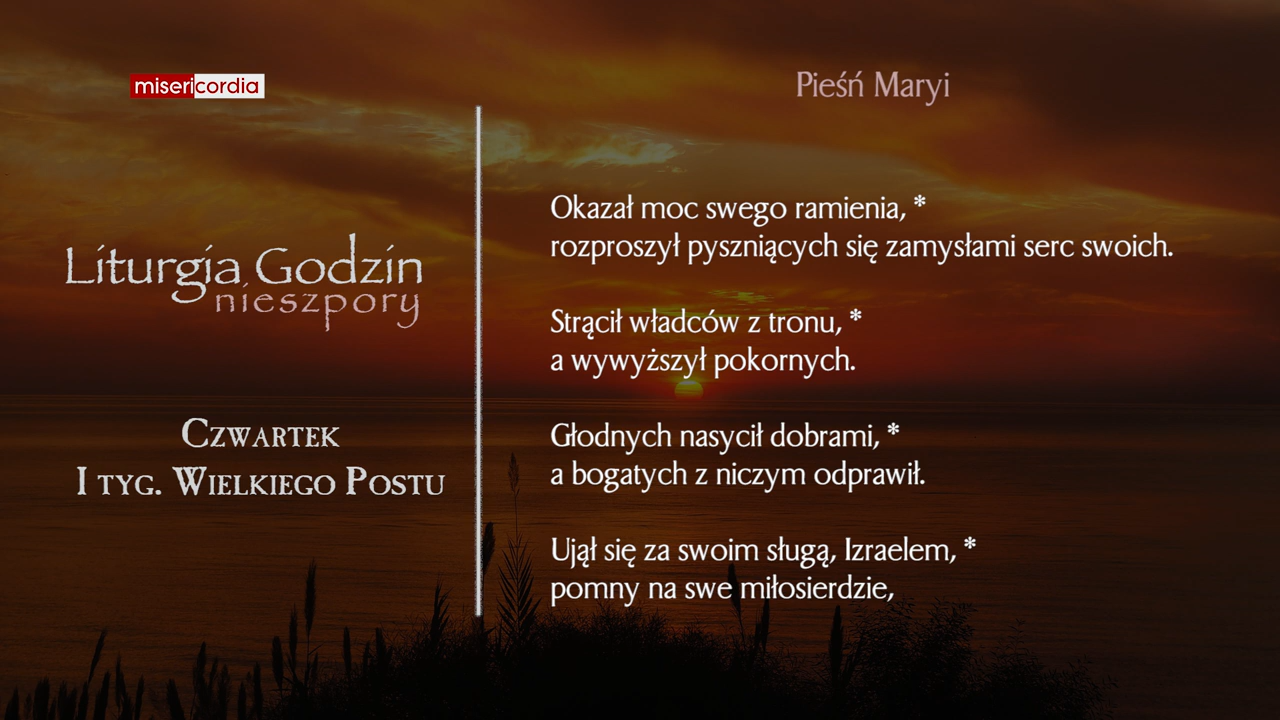 misericordia
Liturgia Godzin
nieszpory
Czwartek
I tyg. Wielkiego Postu
Pieśń Maryi
Okazał moc swego ramienia, *
rozproszył pyszniących się zamysłami serc swoich.
Strącił władców z tronu, *
a wywyższył pokornych.
Głodnych nasycił dobrami, *
a bogatych z niczym odprawił.
Ujął się za swoim sługą, Izraelem, *
pomny na swe miłosierdzie,